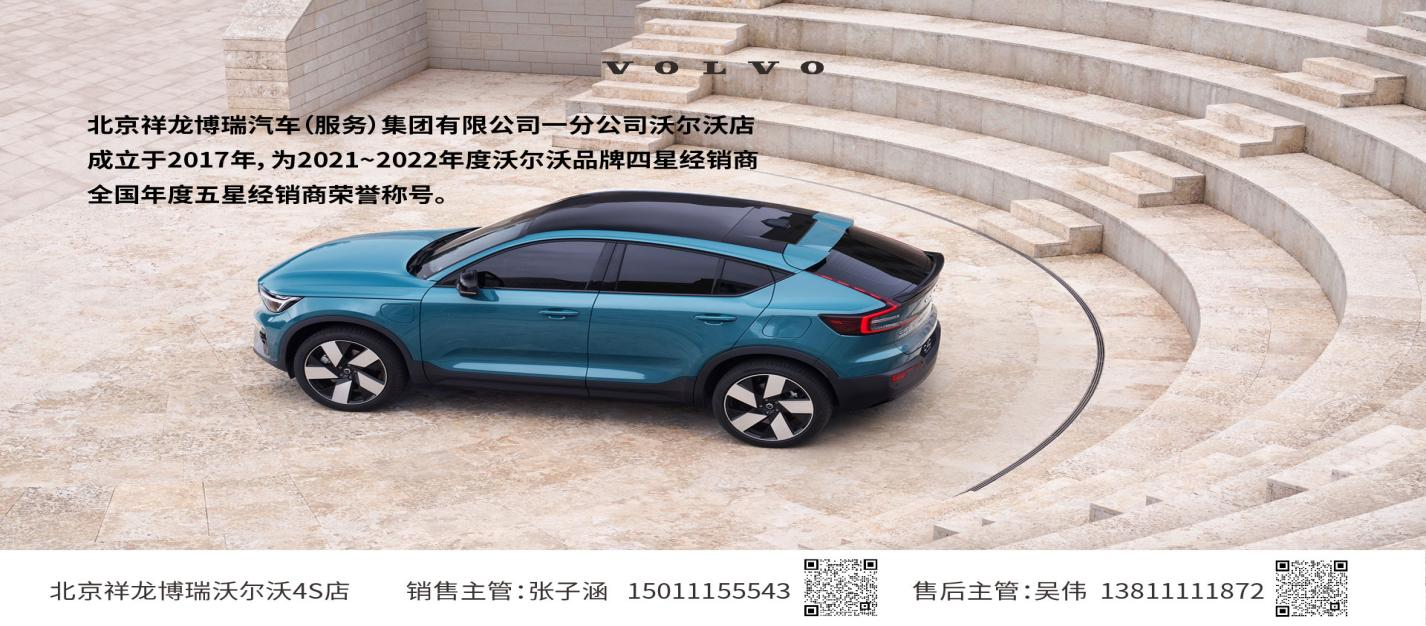 VOLVO
北京祥龙博瑞汽车(服务)集团有限公司一分公司沃尔沃店
成立于2017年,为2021~2022年度沃尔沃品牌四星经销商
全国年度五星经销商荣誉称号。
北京祥龙博瑞沃尔沃4S店 销售主管:张子涵 15011155543 售后主管:吴伟 13811111872